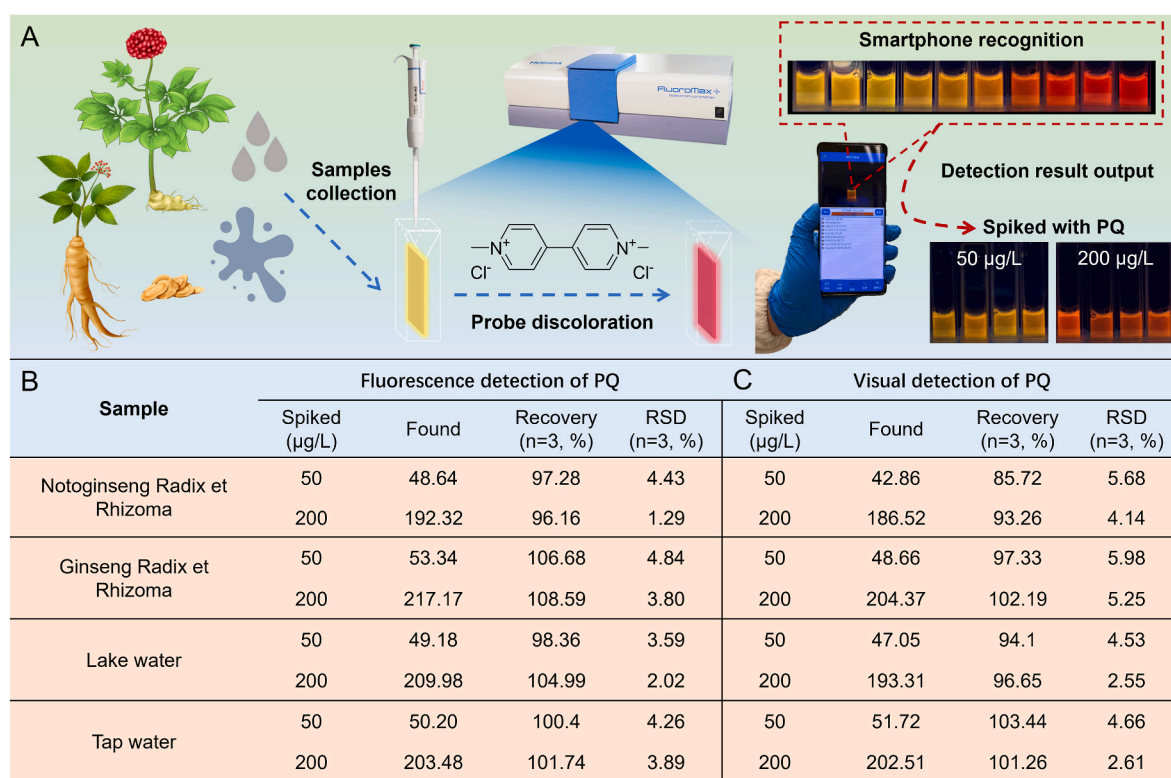 A
HORIBA
FluoroMax+
Smartphone recognition
Samples
collection
Detection result output
Spiked with PQ
50 μg/L
200 μg/L
N⁺
N⁺
Cl⁻
Cl⁻
Probe discoloration
B
Sample
Fluorescence detection of PQ
C
Visual detection of PQ
Spiked (μg/L) Found Recovery (n=3, %) RSD (n=3, %) Spiked (μg/L) Found Recovery (n=3, %) RSD (n=3, %)
Notoginseng Radix et
Rhizoma
50 48.64 97.28 4.43 50 42.86 85.72 5.68
200 192.32 96.16 1.29 200 186.52 93.26 4.14
Ginseng Radix et
Rhizoma
50 53.34 106.68 4.84 50 48.66 97.33 5.98
200 217.17 108.59 3.80 200 204.37 102.19 5.25
Lake water
50 49.18 98.36 3.59 50 47.05 94.1 4.53
200 209.98 104.99 2.02 200 193.31 96.65 2.55
Tap water
50 50.20 100.4 4.26 50 51.72 103.44 4.66
200 203.48 101.74 3.89 200 202.51 101.26 2.61